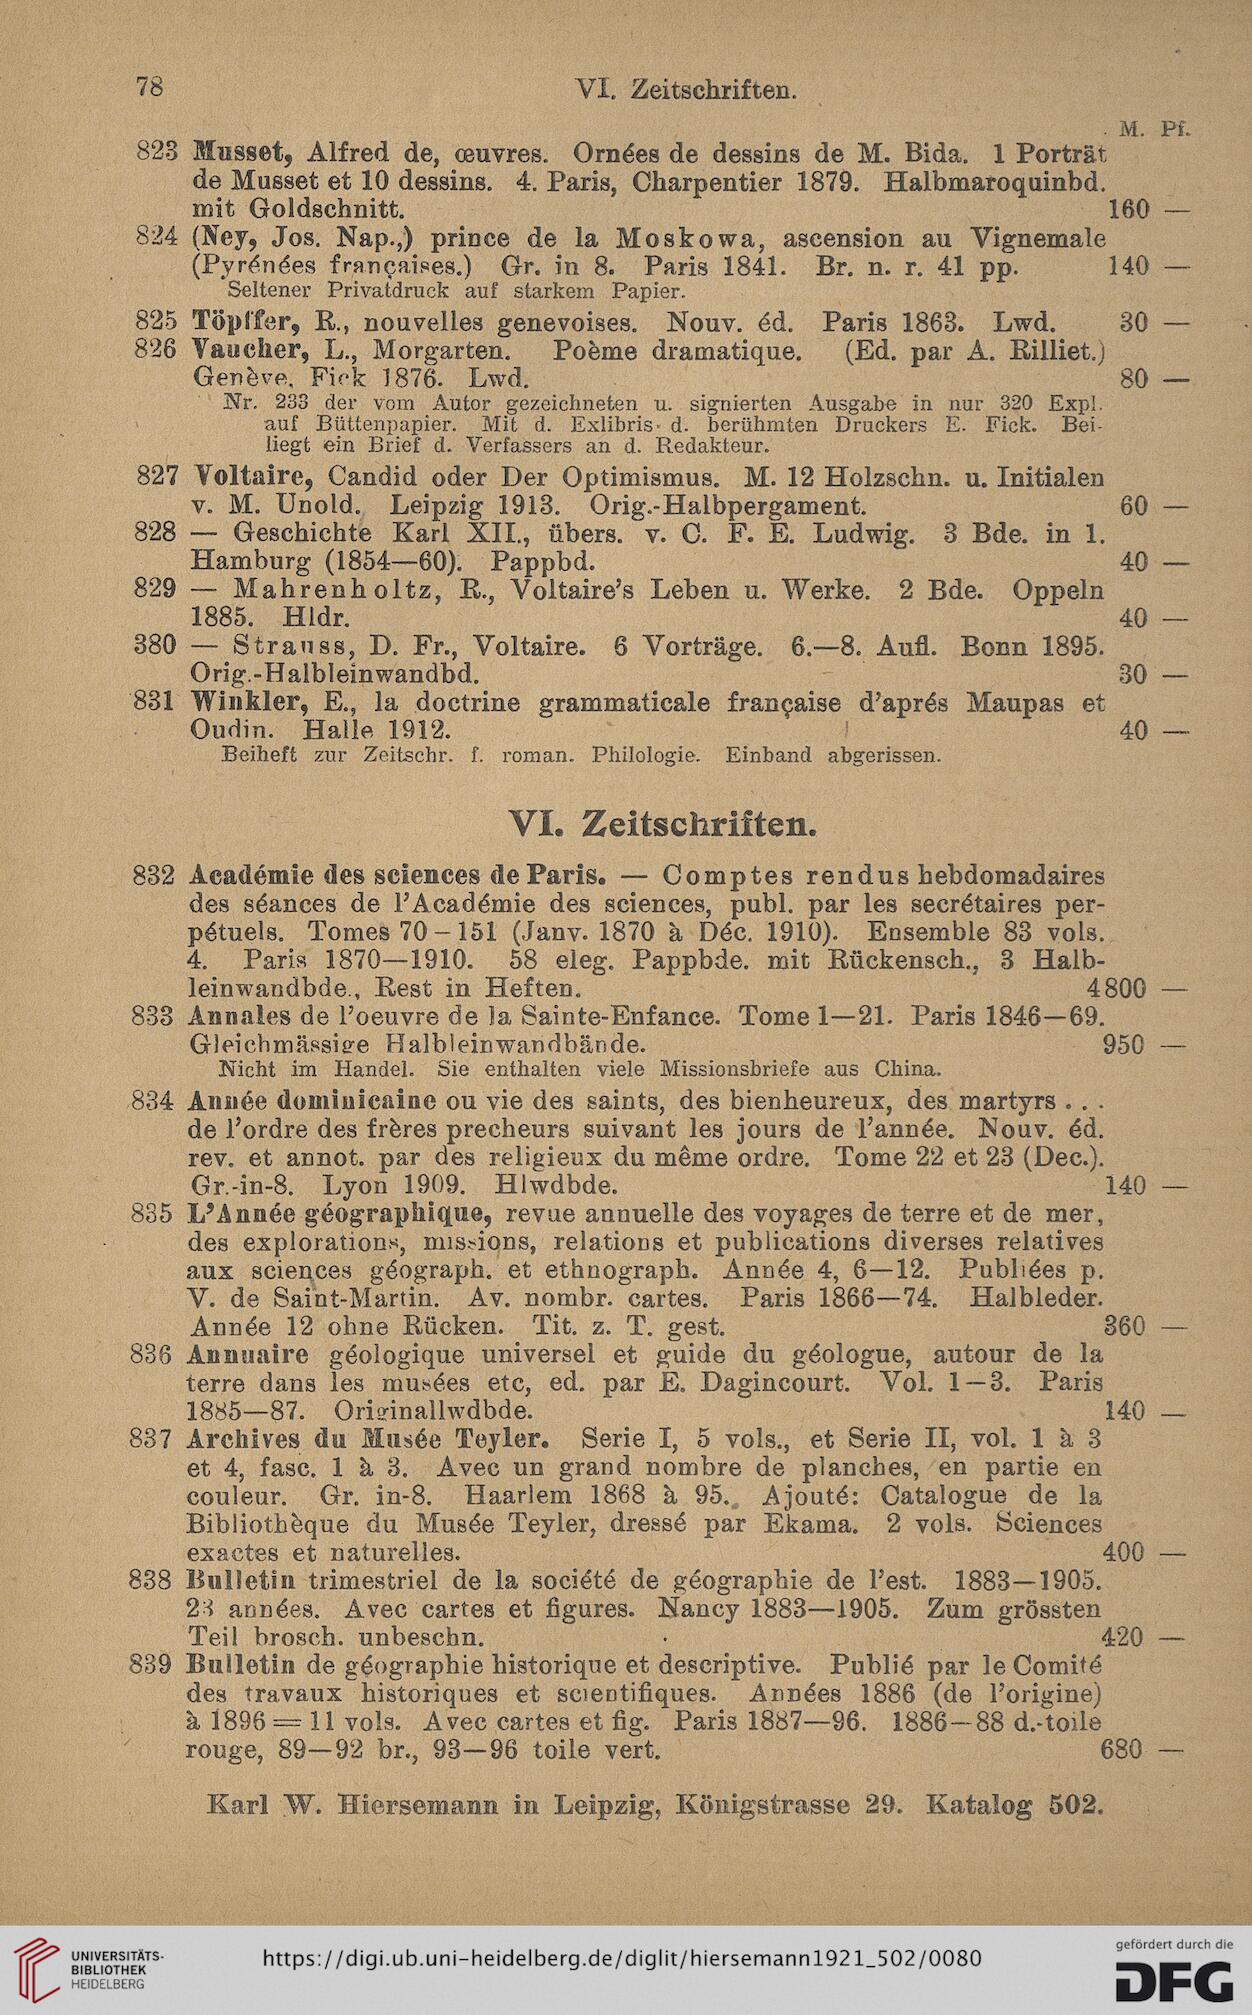 78
VI. Zeitschriften.
M. Pf.
823 Musset, Alfred de, œuvres. Ornées de dessins de M. Bida. 1 Porträt
de Musset et 10 dessins. 4. Paris, Charpentier 1879. Halbmaroquinbd.
mit Goldschnitt. 160 —
824 (Ney, Jos. Nap.,) prince de la Moskowa, ascension au Vignemale
(Pyrénées françaises.) Gr. in 8. Paris 1841. Br. n. r. 41 pp. 140 —
Seltener Privatdruck auf starkem Papier.
825 Töpffer, R., nouvelles genevoises. Nouv. éd. Paris 1863. Lwd. 30 —
826 Vaucher, L., Morgarten. Poème dramatique. (Ed. par A. Rilliet.)
Genève, Fick 1876. Lwd. 80 —
Nr. 233 der vom Autor gezeichneten u. signierten Ausgabe in nur 320 Expl.
auf Büttenpapier. Mit d. Exlibris d. berühmten Druckers E. Fick. Bei-
liegt ein Brief d. Verfassers an d. Redakteur.
827 Voltaire, Candid oder Der Optimismus. M. 12 Holzschn. u. Initialen
v. M. Unold. Leipzig 1913. Orig.-Halbpergament. 60 —
828 — Geschichte Karl XII., übers. v. C. F. E. Ludwig. 3 Bde. in 1.
Hamburg (1854—60). Pappbd. 40 —
829 — Mahrenholtz, R., Voltaire's Leben u. Werke. 2 Bde. Oppeln
1885. Hldr. 40 —
380 — Strauss, D. Fr., Voltaire. 6 Vorträge. 6.—8. Aufl. Bonn 1895.
Orig.-Halbleinwandbd. 30 —
831 Winkler, E., la doctrine grammaticale française d'aprés Maupas et
Oudin. Halle 1912. 40 —
Beiheft zur Zeitschr. f. roman. Philologie. Einband abgerissen.
VI. Zeitschriften.
832 Académie des sciences de Paris. — Comptes rendus hebdomadaires
des séances de l'Académie des sciences, publ. par les secrétaires per-
pétuels. Tomes 70—151 (Janv. 1870 à Déc. 1910). Ensemble 83 vols.
4. Paris 1870—1910. 58 eleg. Pappbde. mit Rückensch., 3 Halb-
leinwandbde., Rest in Heften. 4800 —
833 Annales de l'oeuvre de la Sainte-Enfance. Tome 1—21. Paris 1846—69.
Gleichmässige Halbleinwandbände. 950 —
Nicht im Handel. Sie enthalten viele Missionsbriefe aus China.
834 Année dominicaine ou vie des saints, des bienheureux, des martyrs . . .
de l'ordre des frères precheurs suivant les jours de l'année. Nouv. éd.
rev. et annot. par des religieux du même ordre. Tome 22 et 23 (Dec.).
Gr.-in-8. Lyon 1909. Hlwdbde. 140 —
835 L'Année géographique, revue annuelle des voyages de terre et de mer,
des explorations, missions, relations et publications diverses relatives
aux sciences géograph. et ethnograph. Année 4, 6—12. Publiées p.
V. de Saint-Martin. Av. nombr. cartes. Paris 1866—74. Halbleder.
Année 12 ohne Rücken. Tit. z. T. gest. 360 —
836 Annuaire géologique universel et guide du géologue, autour de la
terre dans les musées etc, ed. par E. Dagincourt. Vol. 1—3. Paris
1885—87. Originallwdbde. 140 —
837 Archives du Musée Teyler. Serie I, 5 vols., et Serie II, vol. 1 à 3
et 4, fasc. 1 à 3. Avec un grand nombre de planches, en partie en
couleur. Gr. in-8. Haarlem 1868 à 95. Ajouté: Catalogue de la
Bibliothèque du Musée Teyler, dressé par Ekama. 2 vols. Sciences
exactes et naturelles. 400 —
838 Bulletin trimestriel de la société de géographie de l'est. 1883—1905.
23 années. Avec cartes et figures. Nancy 1883—1905. Zum grössten
Teil brosch. unbeschn. 420 —
839 Bulletin de géographie historique et descriptive. Publié par le Comité
des travaux historiques et scientifiques. Années 1886 (de l'origine)
à 1896 = 11 vols. Avec cartes et fig. Paris 1887—96. 1886—88 d.-toile
rouge, 89—92 br., 93—96 toile vert. 680 —
Karl W. Hiersemann in Leipzig, Königstrasse 29. Katalog 502.
UNIVERSITÄTS-
BIBLIOTHEK
HEIDELBERG
https://digi.ub.uni-heidelberg.de/diglit/hiersemann1921_502/0080
gefördert durch die
DFG